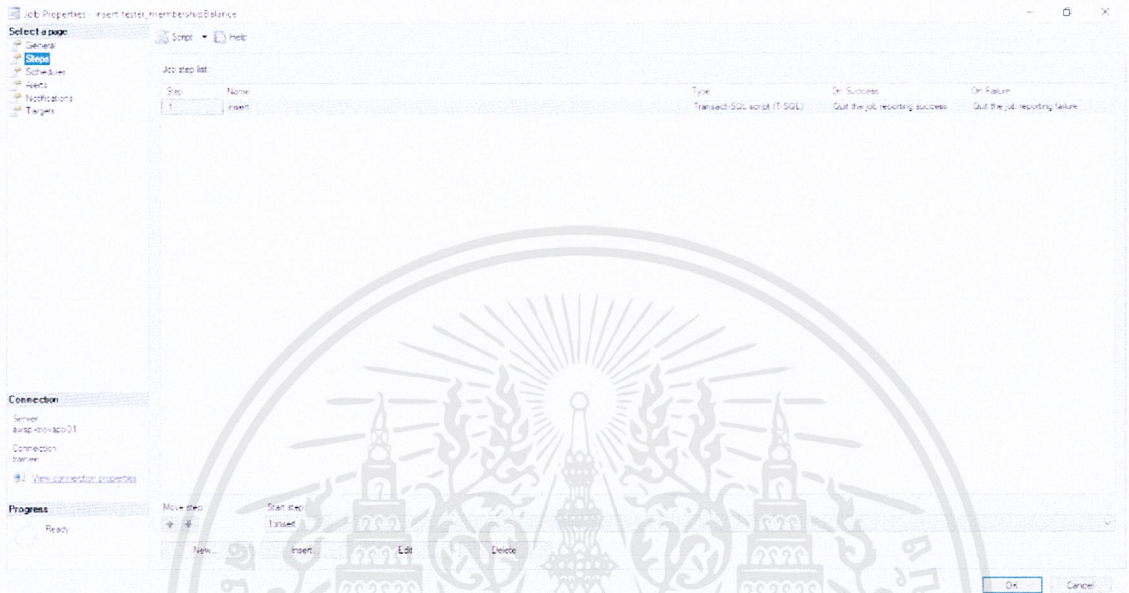 Job Properties - insert tester_membershipBalance
Select a page
General
Steps
Schedules
Alerts
Notifications
Targets
Script
Help
Job step list:
Step Name Type On Success On Failure
1 insert Transact-SQL script (T-SQL) Quit the job reporting success Quit the job reporting failure
Connection
Server:
Connection:
trainee
View connection properties
Progress
Ready
Move step:
Start step:
1:insert
New... Insert... Edit Delete
OK Cancel